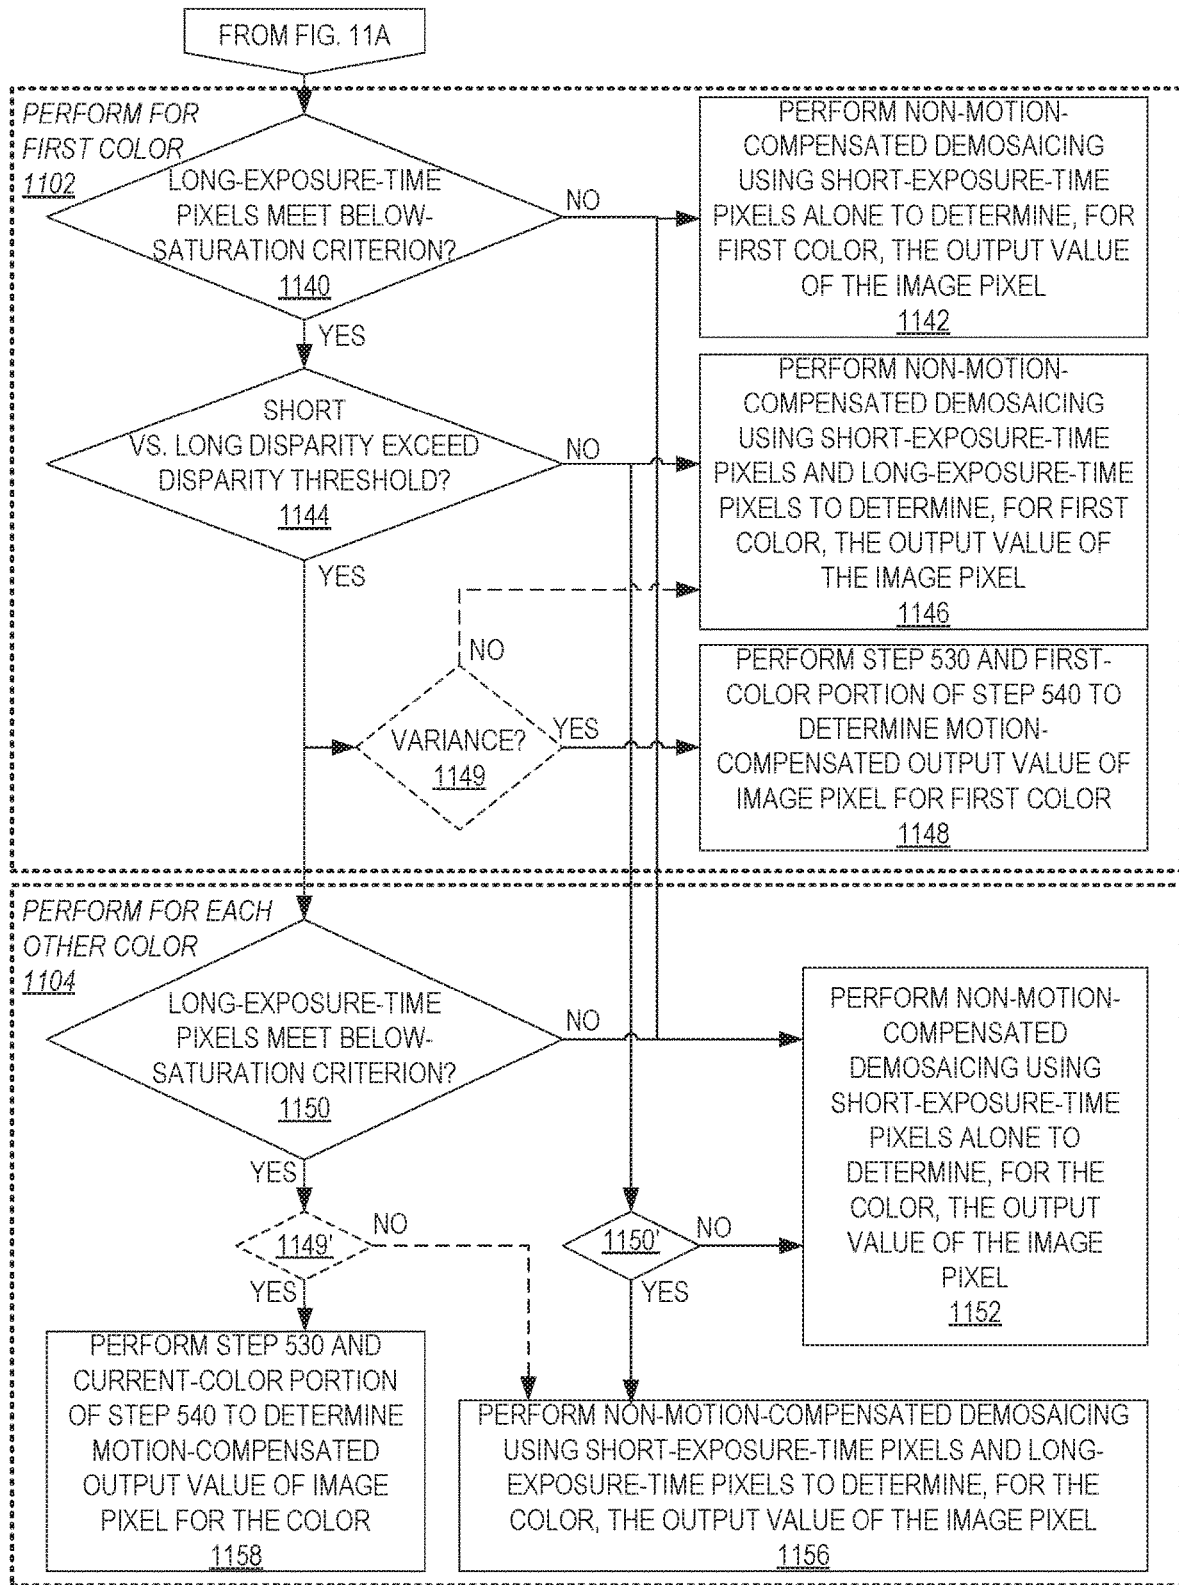 FROM FIG. 11A
PERFORM FOR
FIRST COLOR
1102
LONG-EXPOSURE-TIME
PIXELS MEET BELOW-
SATURATION CRITERION?
1140
NO
YES
PERFORM NON-MOTION-
COMPENSATED DEMOSAICING
USING SHORT-EXPOSURE-TIME
PIXELS ALONE TO DETERMINE, FOR
FIRST COLOR, THE OUTPUT VALUE
OF THE IMAGE PIXEL
1142
SHORT
VS. LONG DISPARITY EXCEED
DISPARITY THRESHOLD?
1144
NO
YES
PERFORM NON-MOTION-
COMPENSATED DEMOSAICING
USING SHORT-EXPOSURE-TIME
PIXELS AND LONG-EXPOSURE-TIME
PIXELS TO DETERMINE, FOR FIRST
COLOR, THE OUTPUT VALUE OF
THE IMAGE PIXEL
1146
NO
VARIANCE?
1149
YES
PERFORM STEP 530 AND FIRST-
COLOR PORTION OF STEP 540 TO
DETERMINE MOTION-
COMPENSATED OUTPUT VALUE OF
IMAGE PIXEL FOR FIRST COLOR
1148
PERFORM FOR EACH
OTHER COLOR
1104
LONG-EXPOSURE-TIME
PIXELS MEET BELOW-
SATURATION CRITERION?
1150
NO
YES
PERFORM NON-MOTION-
COMPENSATED
DEMOSAICING USING
SHORT-EXPOSURE-TIME
PIXELS ALONE TO
DETERMINE, FOR THE
COLOR, THE OUTPUT
VALUE OF THE IMAGE
PIXEL
1152
1149'
NO
YES
1150'
NO
YES
PERFORM STEP 530 AND
CURRENT-COLOR PORTION
OF STEP 540 TO DETERMINE
MOTION-COMPENSATED
OUTPUT VALUE OF IMAGE
PIXEL FOR THE COLOR
1158
PERFORM NON-MOTION-COMPENSATED DEMOSAICING
USING SHORT-EXPOSURE-TIME PIXELS AND LONG-
EXPOSURE-TIME PIXELS TO DETERMINE, FOR THE
COLOR, THE OUTPUT VALUE OF THE IMAGE PIXEL
1156